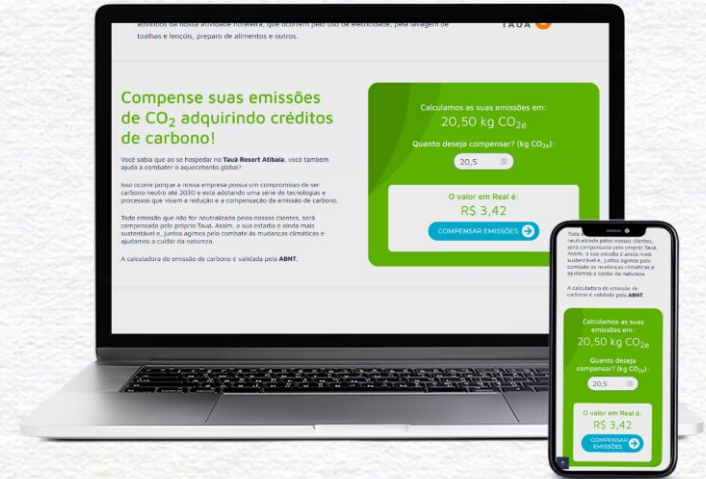 advindos da nossa atividade hoteleira, que ocorrem pelo uso de eletricidade, pela lavagem de
toalhas e lençóis, preparo de alimentos e outros.
TAUÁ
Compense suas emissões
de CO₂ adquirindo créditos
de carbono!
Você sabia que ao se hospedar no Tauá Resort Atibaia, você também
ajuda a combater o aquecimento global?
Isso ocorre porque a nossa empresa possui um compromisso de ser
carbono neutro até 2030 e está adotando uma série de tecnologias e
processos que visam a redução e a compensação da emissão de carbono.
Toda emissão que não for neutralizada pelos nossos clientes, será
compensada pelo próprio Tauá. Assim, a sua estadia é ainda mais
sustentável e, juntos agimos pelo combate às mudanças climáticas e
ajudamos a cuidar da natureza.
A calculadora de emissão de carbono é validada pela ABNT.
Calculamos as suas emissões em:
20,50 kg CO₂e
Quanto deseja compensar? (kg CO₂e):
20,5
O valor em Real é:
R$ 3,42
COMPENSAR EMISSÕES
Toda emissão que não for
neutralizada pelos nossos clientes,
será compensada pelo próprio Tauá.
Assim, a sua estadia é ainda mais
sustentável e, juntos agimos pelo
combate às mudanças climáticas e
ajudamos a cuidar da natureza.
A calculadora de emissão de
carbono é validada pela ABNT.
Calculamos as suas
emissões em:
20,50 kg CO₂e
Quanto deseja
compensar? (kg CO₂e):
20,5
O valor em Real é:
R$ 3,42
COMPENSAR
EMISSÕES